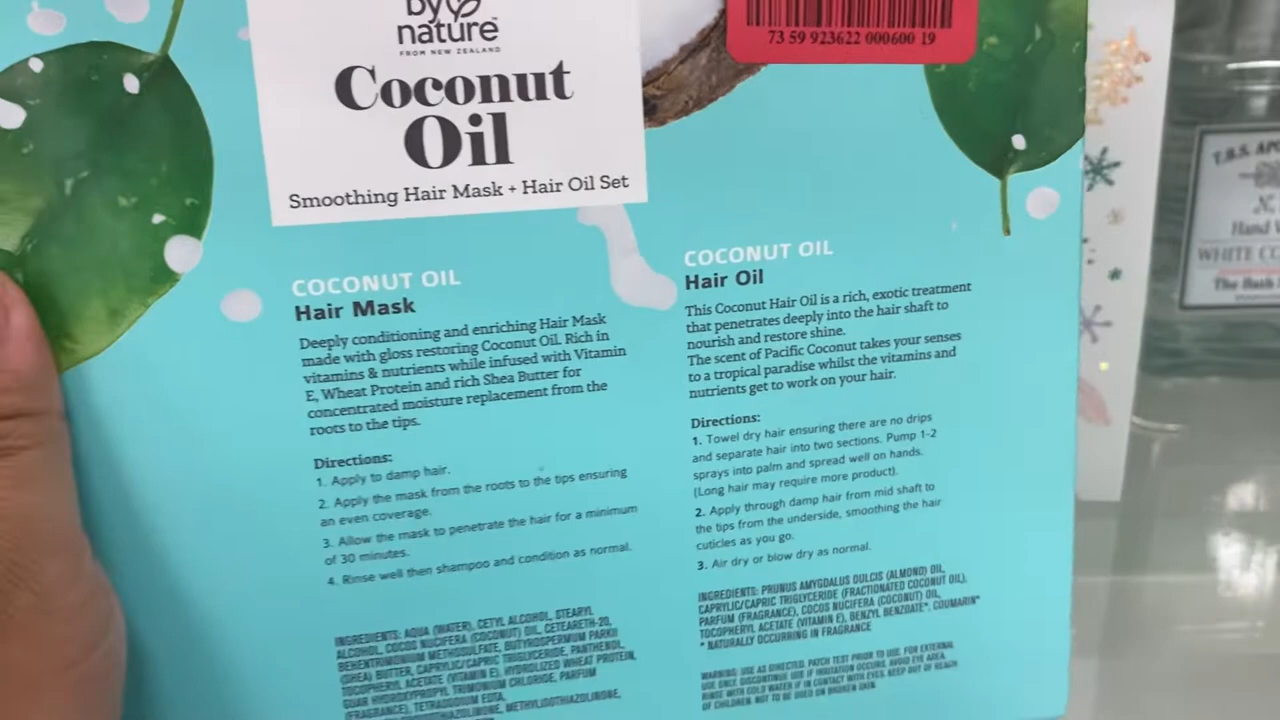 by
nature™
FROM NEW ZEALAND
Coconut
Oil
Smoothing Hair Mask + Hair Oil Set
73 59 923622 000600 19
COCONUT OIL
Hair Mask
Deeply conditioning and enriching Hair Mask
made with gloss restoring Coconut Oil. Rich in
vitamins & nutrients while infused with Vitamin
E, Wheat Protein and rich Shea Butter for
concentrated moisture replacement from the
roots to the tips.
Directions:
1. Apply to damp hair.
2. Apply the mask from the roots to the tips ensuring
an even coverage.
3. Allow the mask to penetrate the hair for a minimum
of 30 minutes.
4. Rinse well then shampoo and condition as normal.
INGREDIENTS: AQUA (WATER), CETYL ALCOHOL, STEARYL
ALCOHOL, COCOS NUCIFERA (COCONUT) OIL, CETEARETH-20,
BEHENTRIMONIUM METHOSULFATE, BUTYROSPERMUM PARKII
(SHEA) BUTTER, CAPRYLIC/CAPRIC TRIGLYCERIDE, PANTHENOL,
TOCOPHERYL ACETATE (VITAMIN E), HYDROLIZED WHEAT PROTEIN,
GUAR HYDROXYPROPYL TRIMONIUM CHLORIDE, PARFUM
(FRAGRANCE), TETRASODIUM EDTA,
METHYLISOTHIAZOLINONE,
COCONUT OIL
Hair Oil
This Coconut Hair Oil is a rich, exotic treatment
that penetrates deeply into the hair shaft to
nourish and restore shine.
The scent of Pacific Coconut takes your senses
to a tropical paradise whilst the vitamins and
nutrients get to work on your hair.
Directions:
1. Towel dry hair ensuring there are no drips
and separate hair into two sections. Pump 1-2
sprays into palm and spread well on hands.
(Long hair may require more product).
2. Apply through damp hair from mid shaft to
the tips from the underside, smoothing the hair
cuticles as you go.
3. Air dry or blow dry as normal.
INGREDIENTS: PRUNUS AMYGDALUS DULCIS (ALMOND) OIL,
CAPRYLIC/CAPRIC TRIGLYCERIDE (FRACTIONATED COCONUT OIL),
PARFUM (FRAGRANCE), COCOS NUCIFERA (COCONUT) OIL,
TOCOPHERYL ACETATE (VITAMIN E), BENZYL BENZOATE*, COUMARIN*
* NATURALLY OCCURRING IN FRAGRANCE
WARNING: USE AS DIRECTED. PATCH TEST PRIOR TO USE. FOR EXTERNAL
USE ONLY. DISCONTINUE USE IF IRRITATION OCCURS. AVOID EYE AREA.
RINSE WITH COLD WATER IF IN CONTACT WITH EYES. KEEP OUT OF REACH
OF CHILDREN. NOT TO BE USED ON BROKEN SKIN.
T.B.S. APO
Hand
WHITE CO
The Bath